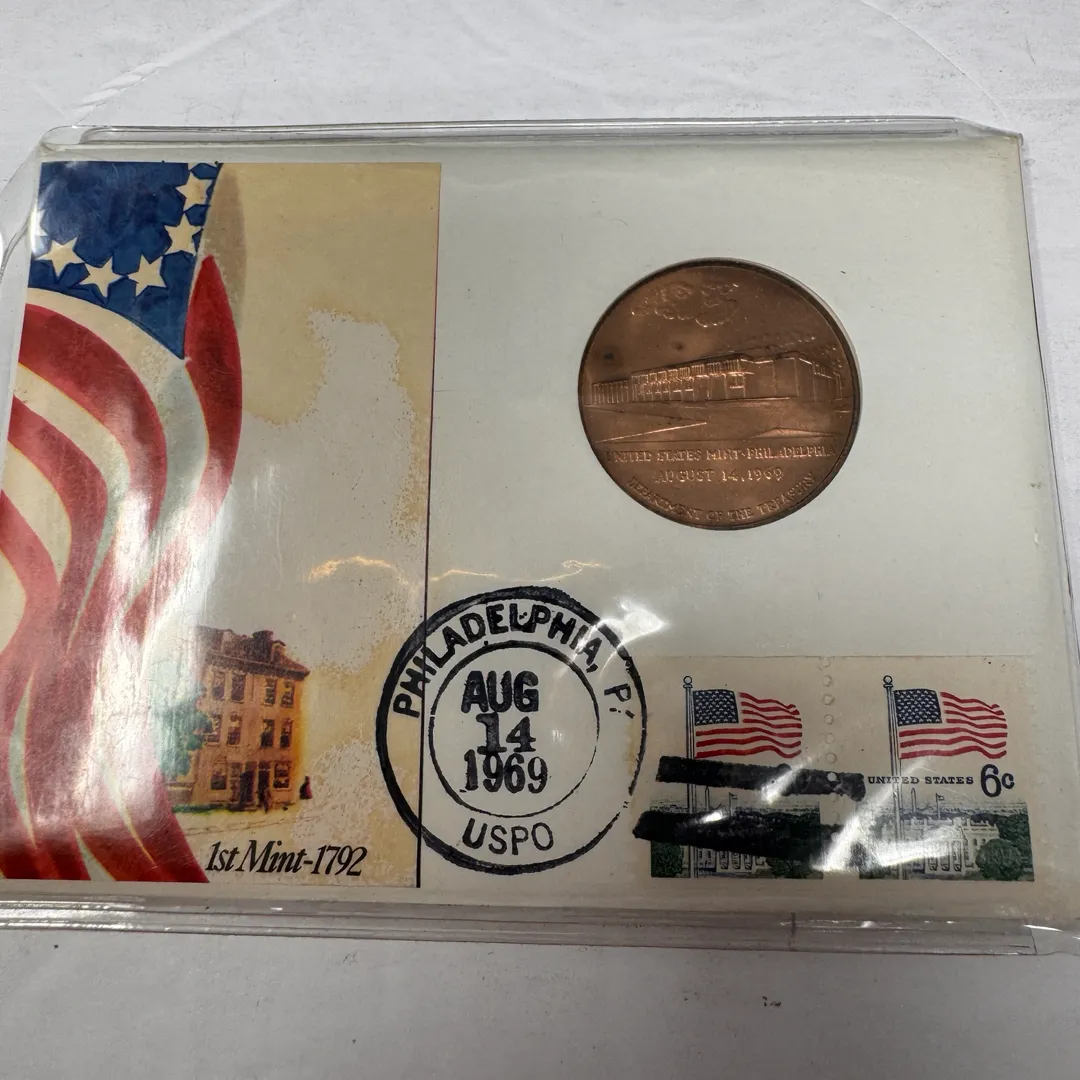 UNITED STATES MINT·PHILADELPHIA
AUGUST 14, 1969
DEPARTMENT OF THE TREASURY
PHILADELPHIA, P
AUG
14
1969
USPO
UNITED STATES 6c
1st Mint-1792